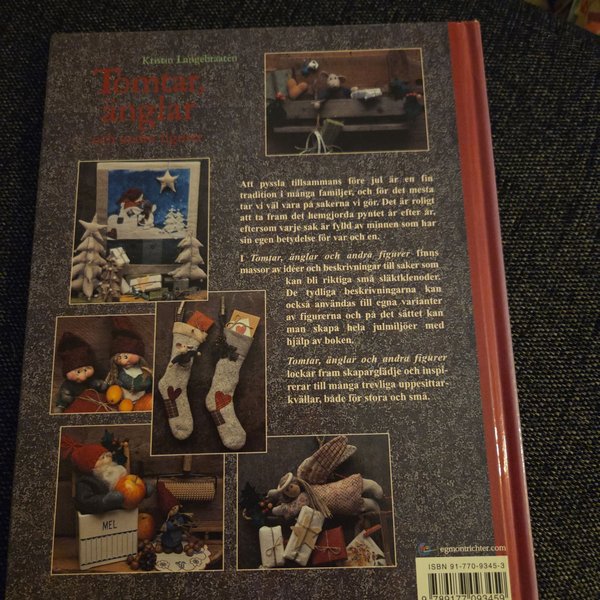 Kristin Langebraaten
Tomtar,
änglar
och andra figurer
Att pyssla tillsammans före jul är en fin
tradition i många familjer, och för det mesta
tar vi väl vara på sakerna vi gör. Det är roligt
att ta fram det hemgjorda pyntet år efter år,
eftersom varje sak är fylld av minnen som har
sin egen betydelse för var och en.
I Tomtar, änglar och andra figurer finns
massor av idéer och beskrivningar till saker som
kan bli riktiga små släktklenoder.
De tydliga beskrivningarna kan
också användas till egna varianter
av figurerna och på det sättet kan
man skapa hela julmiljöer med
hjälp av boken.
Tomtar, änglar och andra figurer
lockar fram skaparglädje och inspi-
rerar till många trevliga uppesittar-
kvällar, både för stora och små.
MEL
egmontrichter.com
ISBN 91-770-9345-3
9 789177 093459